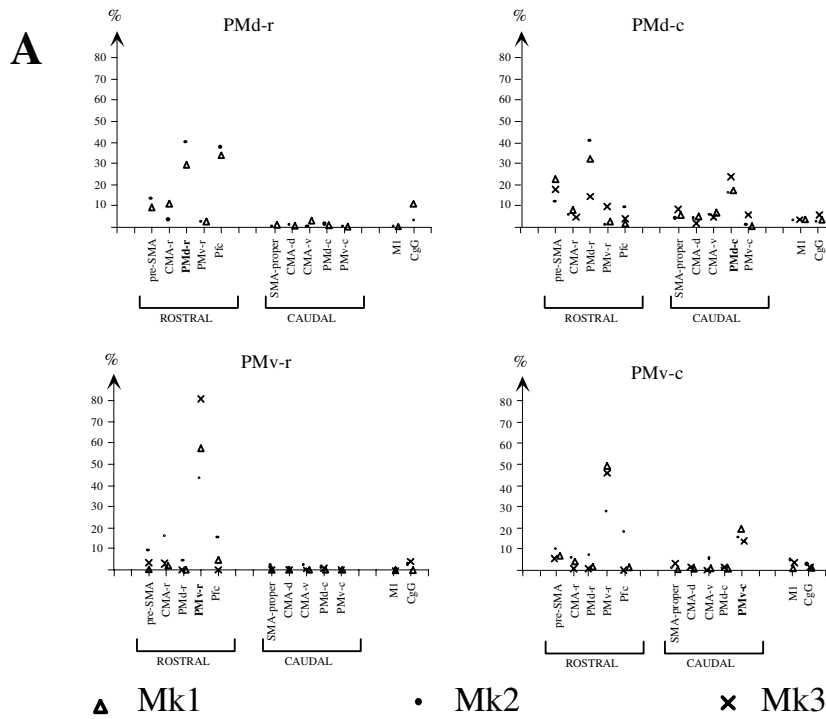 A
PMd-r
%
80
70
60
50
40
30
20
10
pre-SMA
CMA-r
PMd-r
PMv-r
Pfc
SMA-proper
CMA-d
CMA-v
PMd-c
PMv-c
M1
CgG
ROSTRAL
CAUDAL
PMd-c
%
80
70
60
50
40
30
20
10
pre-SMA
CMA-r
PMd-r
PMv-r
Pfc
SMA-proper
CMA-d
CMA-v
PMd-c
PMv-c
M1
CgG
ROSTRAL
CAUDAL
PMv-r
%
80
70
60
50
40
30
20
10
pre-SMA
CMA-r
PMd-r
PMv-r
Pfc
SMA-proper
CMA-d
CMA-v
PMd-c
PMv-c
M1
CgG
ROSTRAL
CAUDAL
PMv-c
%
80
70
60
50
40
30
20
10
pre-SMA
CMA-r
PMd-r
PMv-r
Pfc
SMA-proper
CMA-d
CMA-v
PMd-c
PMv-c
M1
CgG
ROSTRAL
CAUDAL
Mk1
Mk2
Mk3